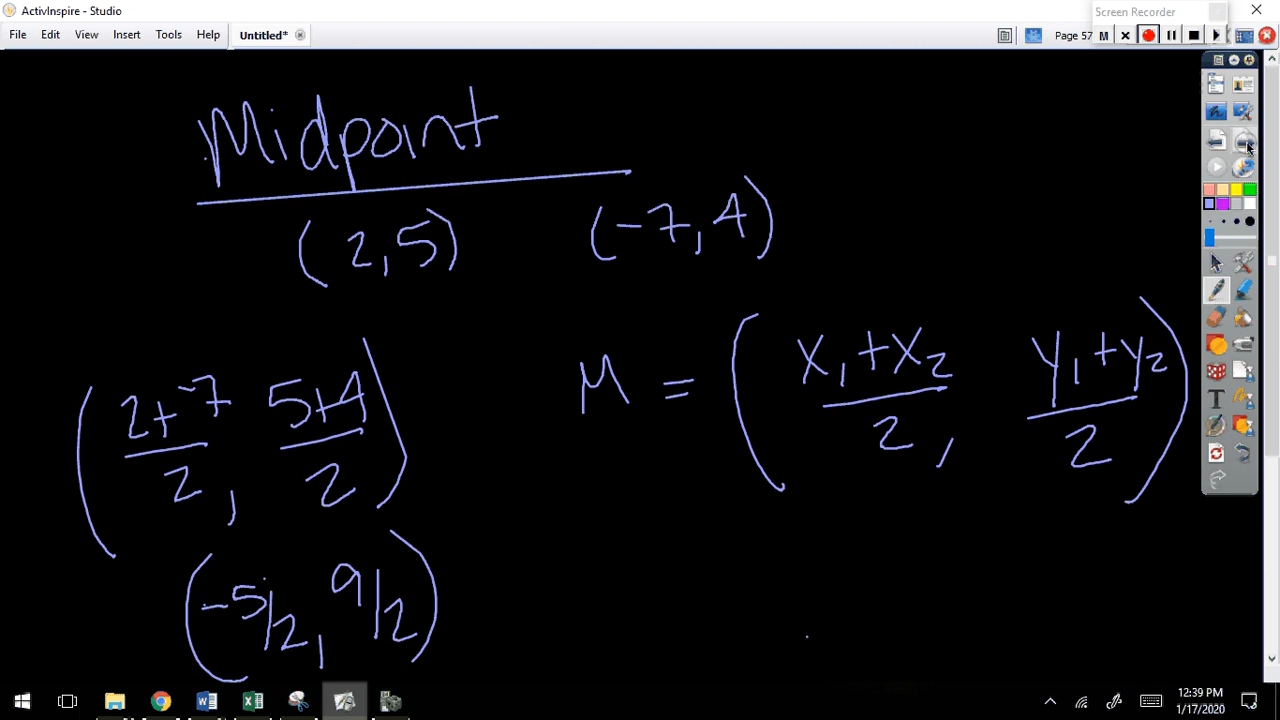 ActivInspire - Studio
Screen Recorder
File Edit View Insert Tools Help Untitled* Page 57 M
Midpoint
(2,5) (-7,4)
M = (x₁+x₂/2, y₁+y₂/2)
(2+⁻7/2, 5+4/2)
(-5/2, 9/2)
T
12:39 PM
1/17/2020